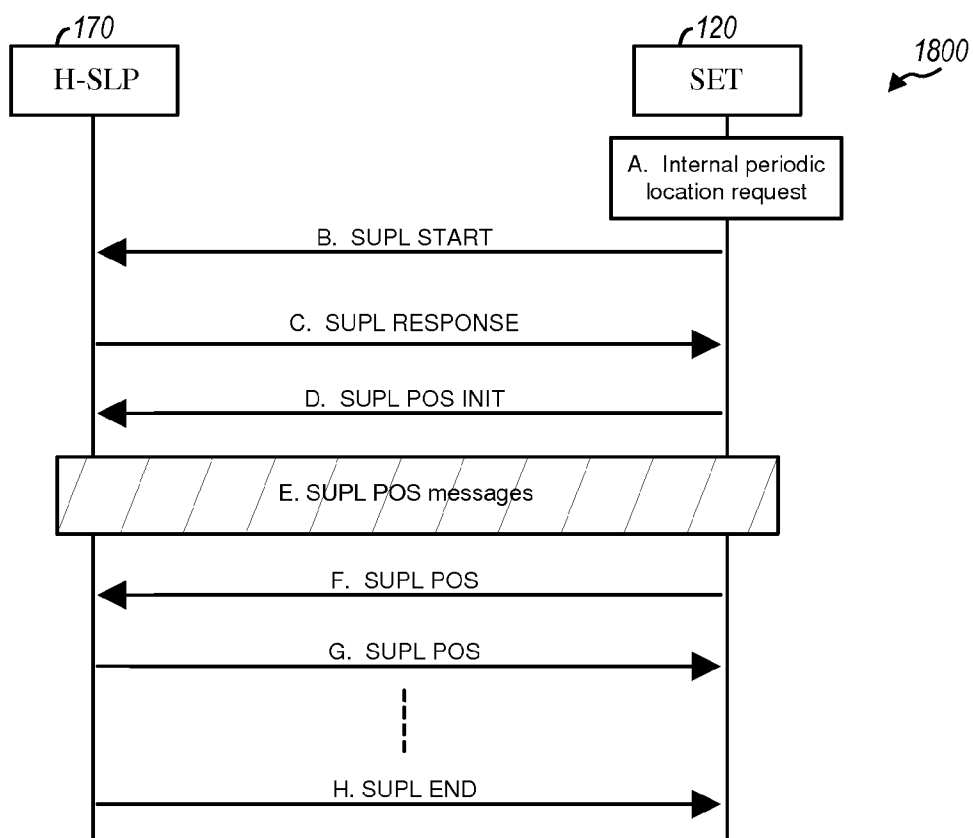 170
120
1800
H-SLP
SET
A. Internal periodic
location request
B. SUPL START
C. SUPL RESPONSE
D. SUPL POS INIT
E. SUPL POS messages
F. SUPL POS
G. SUPL POS
H. SUPL END